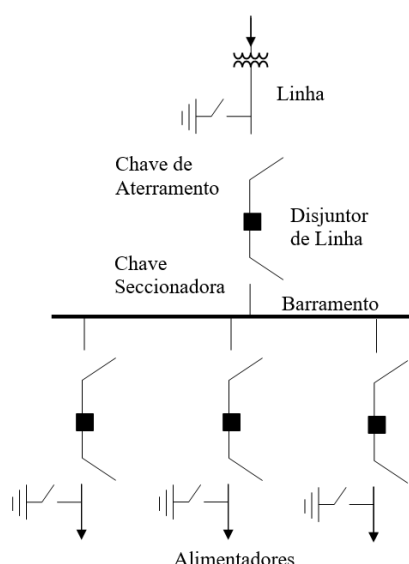 Linha
Chave de
Aterramento
Disjuntor
de Linha
Chave
Seccionadora
Barramento
Alimentadores